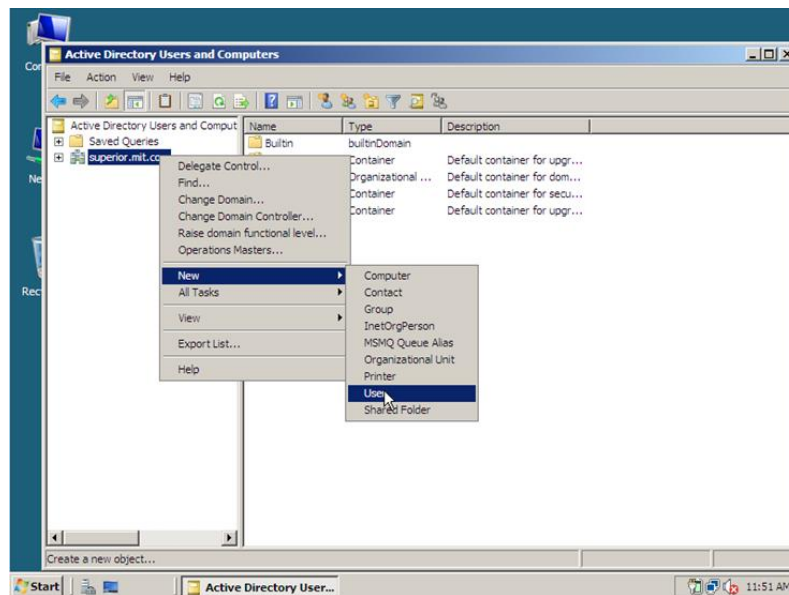 Active Directory Users and Computers
File Action View Help
Active Directory Users and Comput
Saved Queries
superior.mit.co
Name Type Description
Builtin builtinDomain
Container Default container for upgr...
Organizational ... Default container for dom...
Container Default container for secu...
Container Default container for upgr...
Delegate Control...
Find...
Change Domain...
Change Domain Controller...
Raise domain functional level...
Operations Masters...
New
All Tasks
View
Export List...
Help
Computer
Contact
Group
InetOrgPerson
MSMQ Queue Alias
Organizational Unit
Printer
User
Shared Folder
Create a new object...
Start
Active Directory User...
11:51 AM